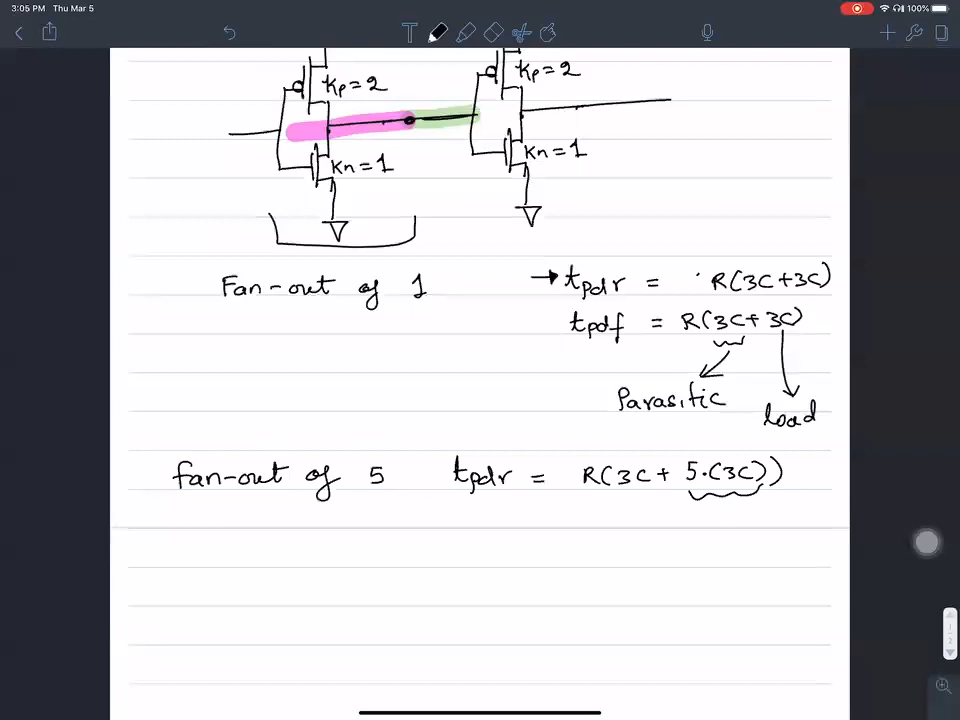 3:05 PM Thu Mar 5
100%
T
kp=2
kp=2
kn=1
kn=1
Fan-out of 1
→ tpdr = R(3C+3C)
tpdf = R(3C+3C)
Parasitic
load
fan-out of 5 tpdr = R(3C + 5·(3C))